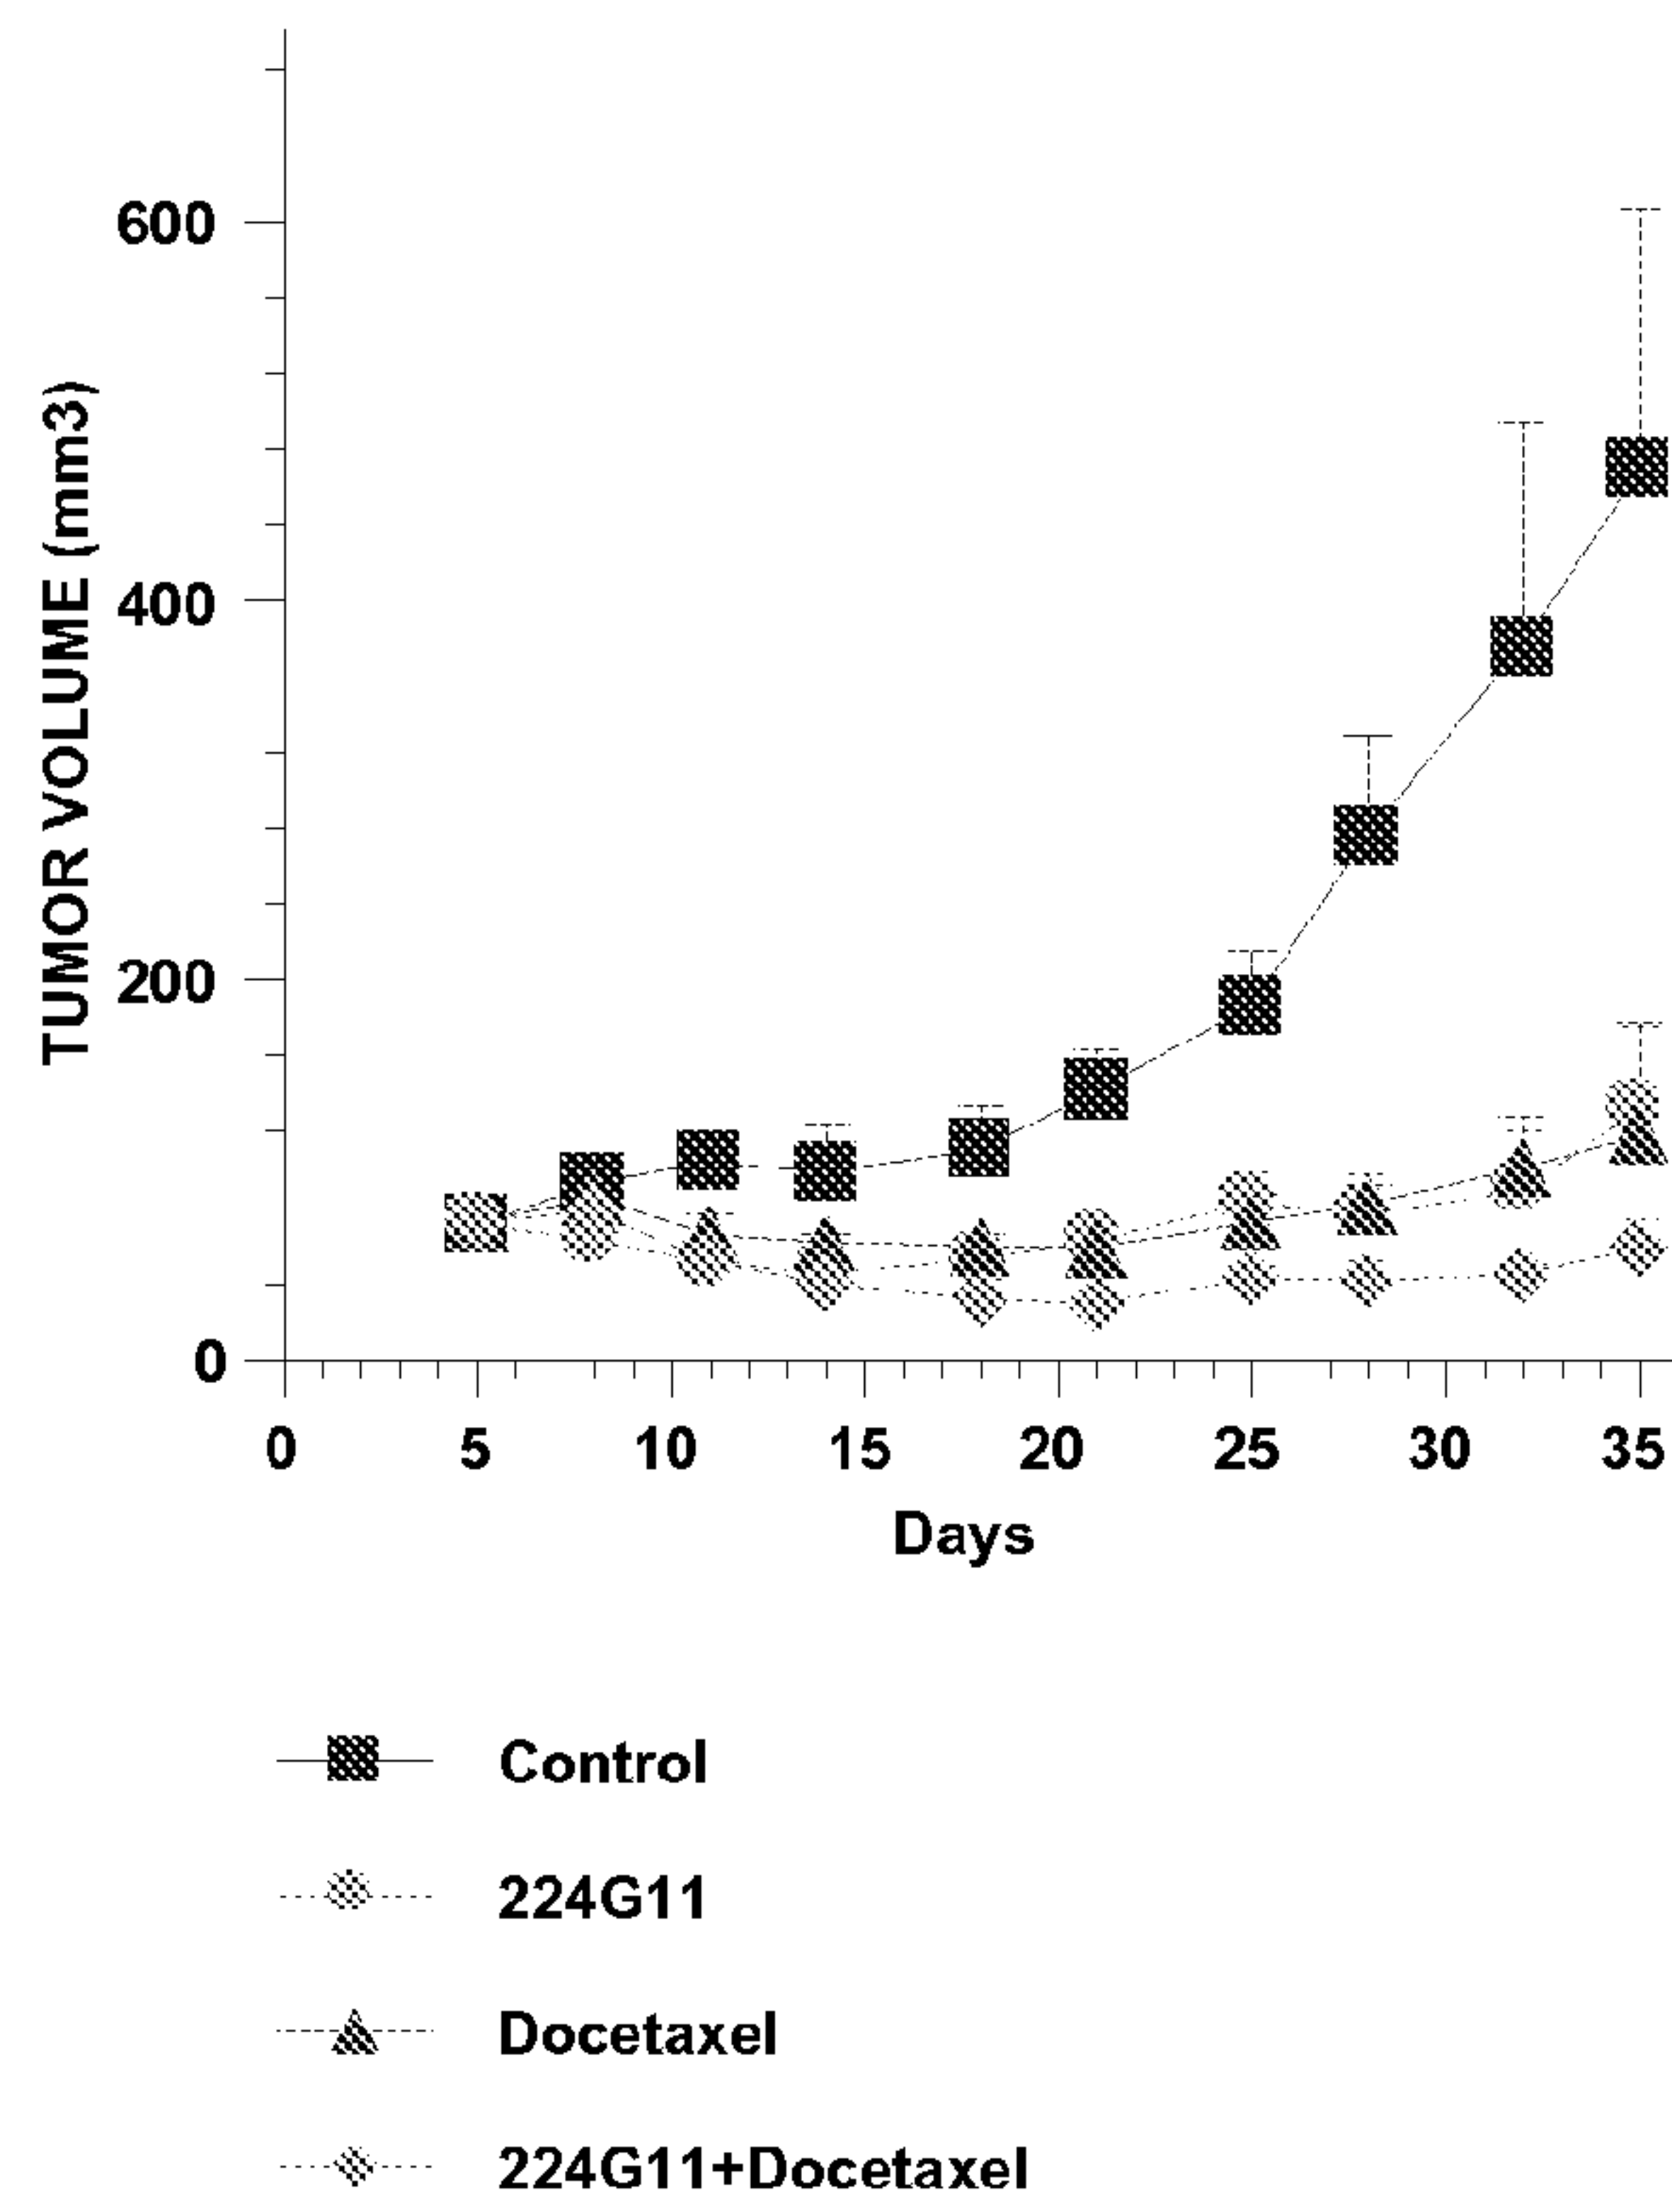 600
400
200
0
TUMOR VOLUME (mm3)
0 5 10 15 20 25 30 35
Days
Control
224G11
Docetaxel
224G11+Docetaxel